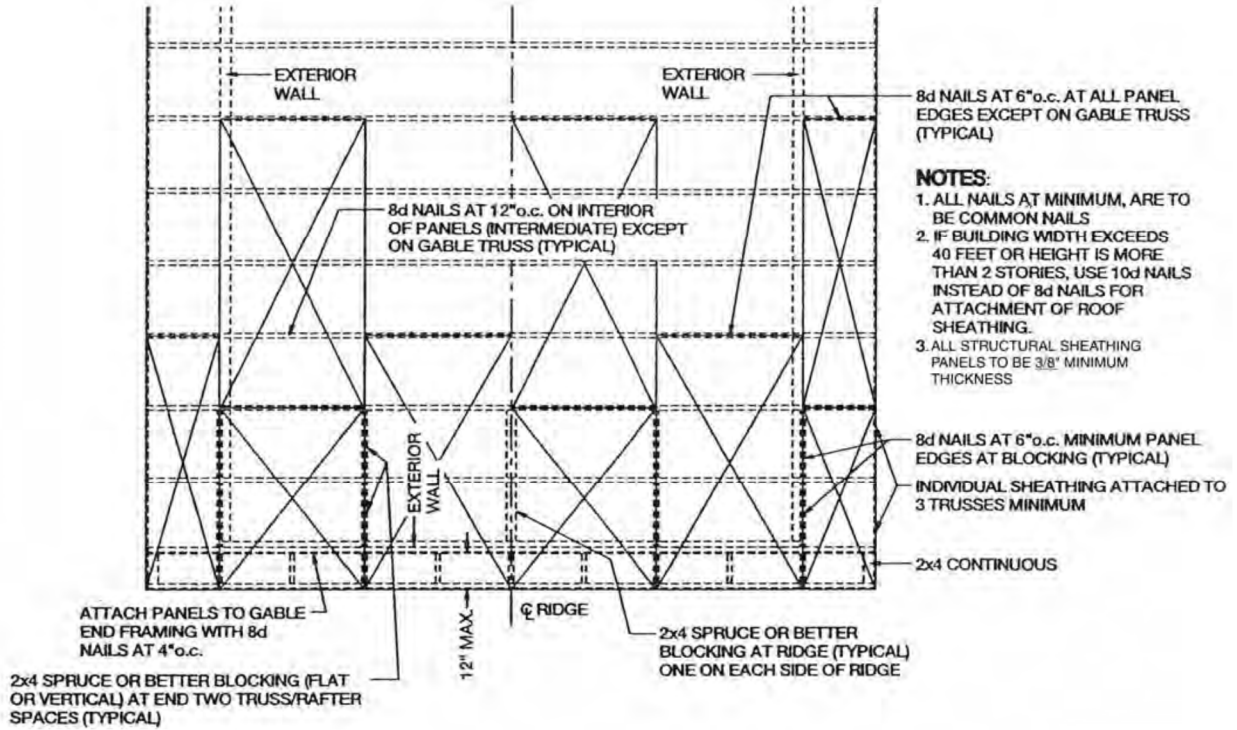 EXTERIOR
WALL
EXTERIOR
WALL
8d NAILS AT 6"o.c. AT ALL PANEL
EDGES EXCEPT ON GABLE TRUSS
(TYPICAL)
NOTES:
1. ALL NAILS AT MINIMUM, ARE TO
BE COMMON NAILS
2. IF BUILDING WIDTH EXCEEDS
40 FEET OR HEIGHT IS MORE
THAN 2 STORIES, USE 10d NAILS
INSTEAD OF 8d NAILS FOR
ATTACHMENT OF ROOF
SHEATHING.
3. ALL STRUCTURAL SHEATHING
PANELS TO BE 3/8" MINIMUM
THICKNESS
8d NAILS AT 12"o.c. ON INTERIOR
OF PANELS (INTERMEDIATE) EXCEPT
ON GABLE TRUSS (TYPICAL)
8d NAILS AT 6"o.c. MINIMUM PANEL
EDGES AT BLOCKING (TYPICAL)
INDIVIDUAL SHEATHING ATTACHED TO
3 TRUSSES MINIMUM
2x4 CONTINUOUS
EXTERIOR
WALL
ATTACH PANELS TO GABLE
END FRAMING WITH 8d
NAILS AT 4"o.c.
2x4 SPRUCE OR BETTER BLOCKING (FLAT
OR VERTICAL) AT END TWO TRUSS/RAFTER
SPACES (TYPICAL)
12" MAX.
℄ RIDGE
2x4 SPRUCE OR BETTER
BLOCKING AT RIDGE (TYPICAL)
ONE ON EACH SIDE OF RIDGE